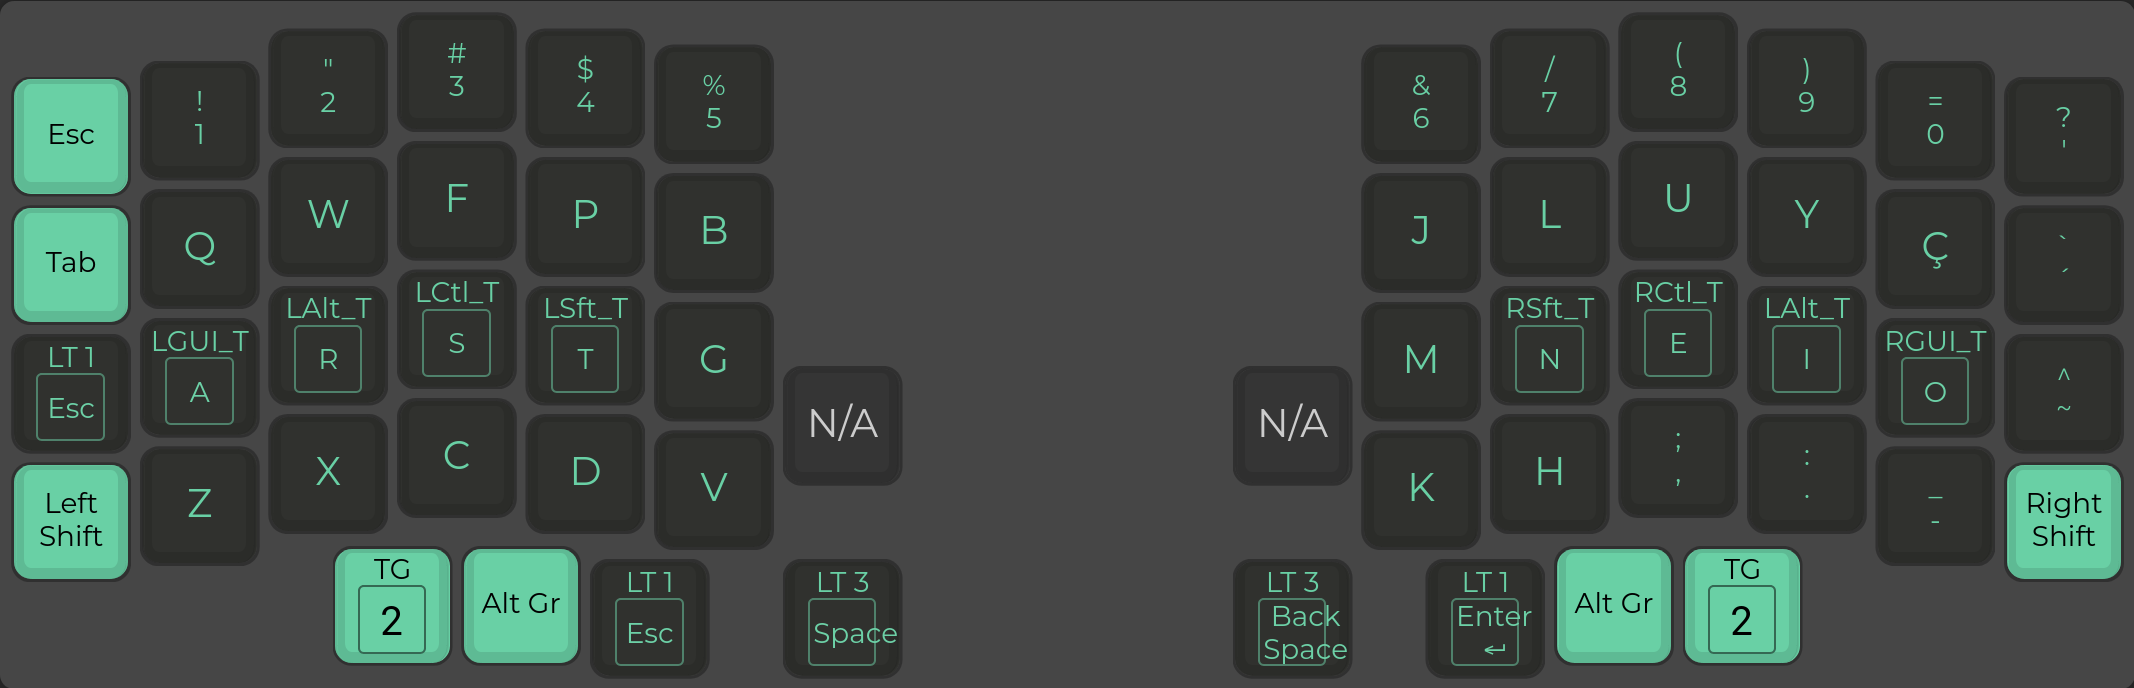 Esc
!
1
"
2
#
3
$
4
%
5
&
6
/
7
(
8
)
9
=
0
?
'
Tab
Q
W
F
P
B
J
L
U
Y
Ç
`
´
LT 1
Esc
LGUI_T
A
LAlt_T
R
LCtl_T
S
LSft_T
T
G
N/A
N/A
M
RSft_T
N
RCtl_T
E
LAlt_T
I
RGUI_T
O
^
~
Left
Shift
Z
X
C
D
V
K
H
;
,
:
.
_
-
Right
Shift
TG
2
Alt Gr
LT 1
Esc
LT 3
Space
LT 3
Back
Space
LT 1
Enter
↵
Alt Gr
TG
2